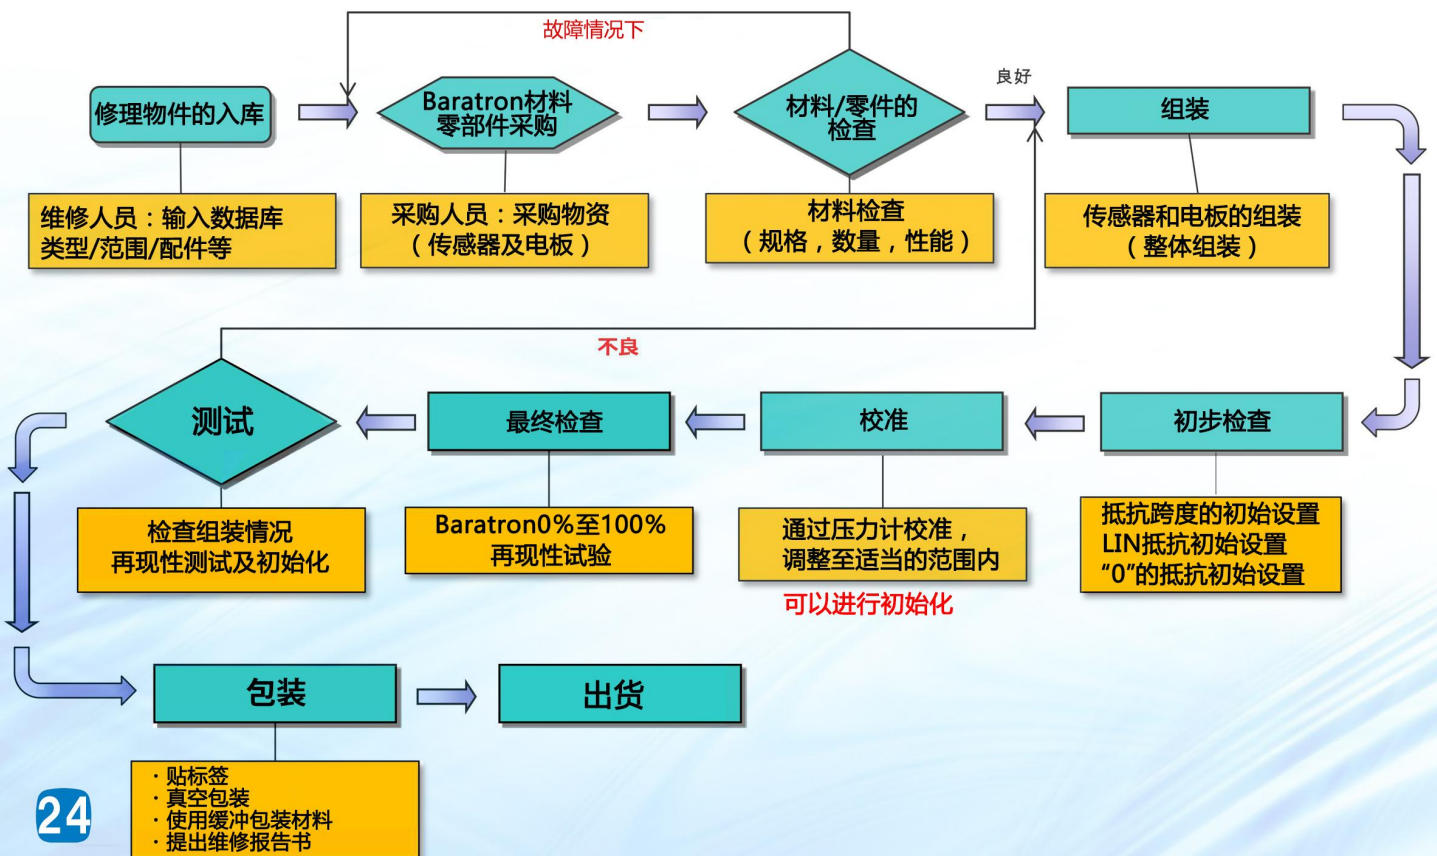 故障情况下
修理物件的入库
Baratron材料
零部件采购
材料/零件的
检查
良好
组装
维修人员：输入数据库
类型/范围/配件等
采购人员：采购物资
（传感器及电板）
材料检查
（规格，数量，性能）
传感器和电板的组装
（整体组装）
不良
测试
最终检查
校准
初步检查
检查组装情况
再现性测试及初始化
Baratron0%至100%
再现性试验
通过压力计校准，
调整至适当的范围内
可以进行初始化
抵抗跨度的初始设置
LIN抵抗初始设置
“0”的抵抗初始设置
包装
出货
·贴标签
·真空包装
·使用缓冲包装材料
·提出维修报告书
24